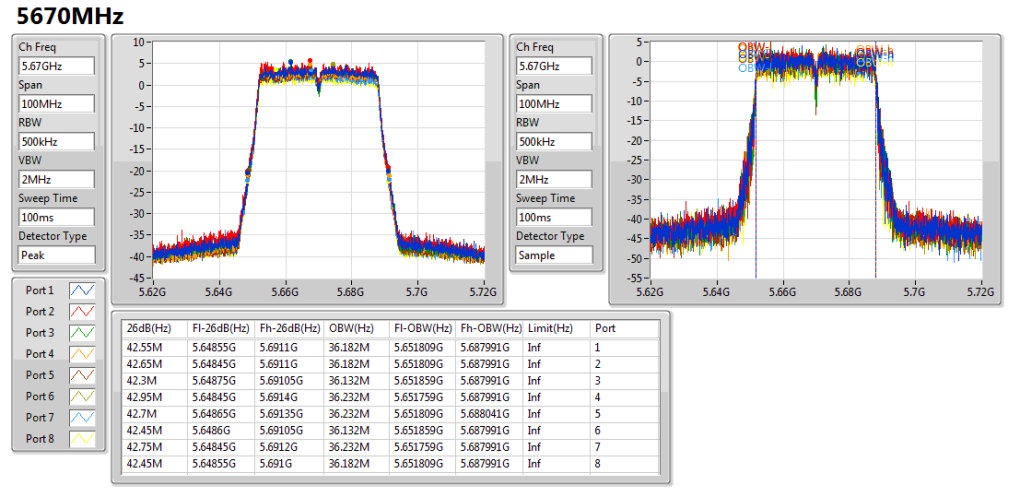 5670MHz
Ch Freq
5.67GHz
Span
100MHz
RBW
500kHz
VBW
2MHz
Sweep Time
100ms
Detector Type
Peak
10
5
0
-5
-10
-15
-20
-25
-30
-35
-40
-45
5.62G 5.64G 5.66G 5.68G 5.7G 5.72G
Ch Freq
5.67GHz
Span
100MHz
RBW
500kHz
VBW
2MHz
Sweep Time
100ms
Detector Type
Sample
5
0
-5
-10
-15
-20
-25
-30
-35
-40
-45
-50
-55
5.62G 5.64G 5.66G 5.68G 5.7G 5.72G
Port 1
Port 2
Port 3
Port 4
Port 5
Port 6
Port 7
Port 8
26dB(Hz) Fl-26dB(Hz) Fh-26dB(Hz) OBW(Hz) Fl-OBW(Hz) Fh-OBW(Hz) Limit(Hz) Port
42.55M 5.64855G 5.6911G 36.182M 5.651809G 5.687991G Inf 1
42.65M 5.64845G 5.6911G 36.182M 5.651809G 5.687991G Inf 2
42.3M 5.64875G 5.69105G 36.132M 5.651859G 5.687991G Inf 3
42.95M 5.64845G 5.6914G 36.232M 5.651759G 5.687991G Inf 4
42.7M 5.64865G 5.69135G 36.232M 5.651809G 5.688041G Inf 5
42.45M 5.6486G 5.69105G 36.132M 5.651859G 5.687991G Inf 6
42.75M 5.64845G 5.6912G 36.232M 5.651759G 5.687991G Inf 7
42.45M 5.64855G 5.691G 36.182M 5.651809G 5.687991G Inf 8